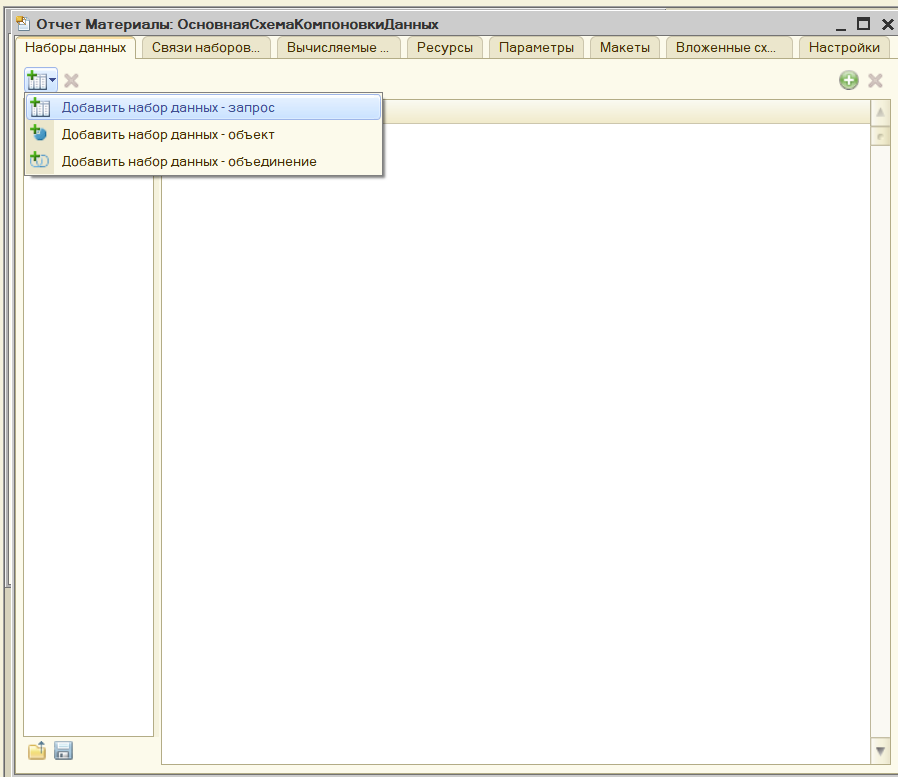 Отчет Материалы: ОсновнаяСхемаКомпоновкиДанных
Наборы данных Связи наборов... Вычисляемые ... Ресурсы Параметры Макеты Вложенные сх... Настройки
Добавить набор данных - запрос
Добавить набор данных - объект
Добавить набор данных - объединение